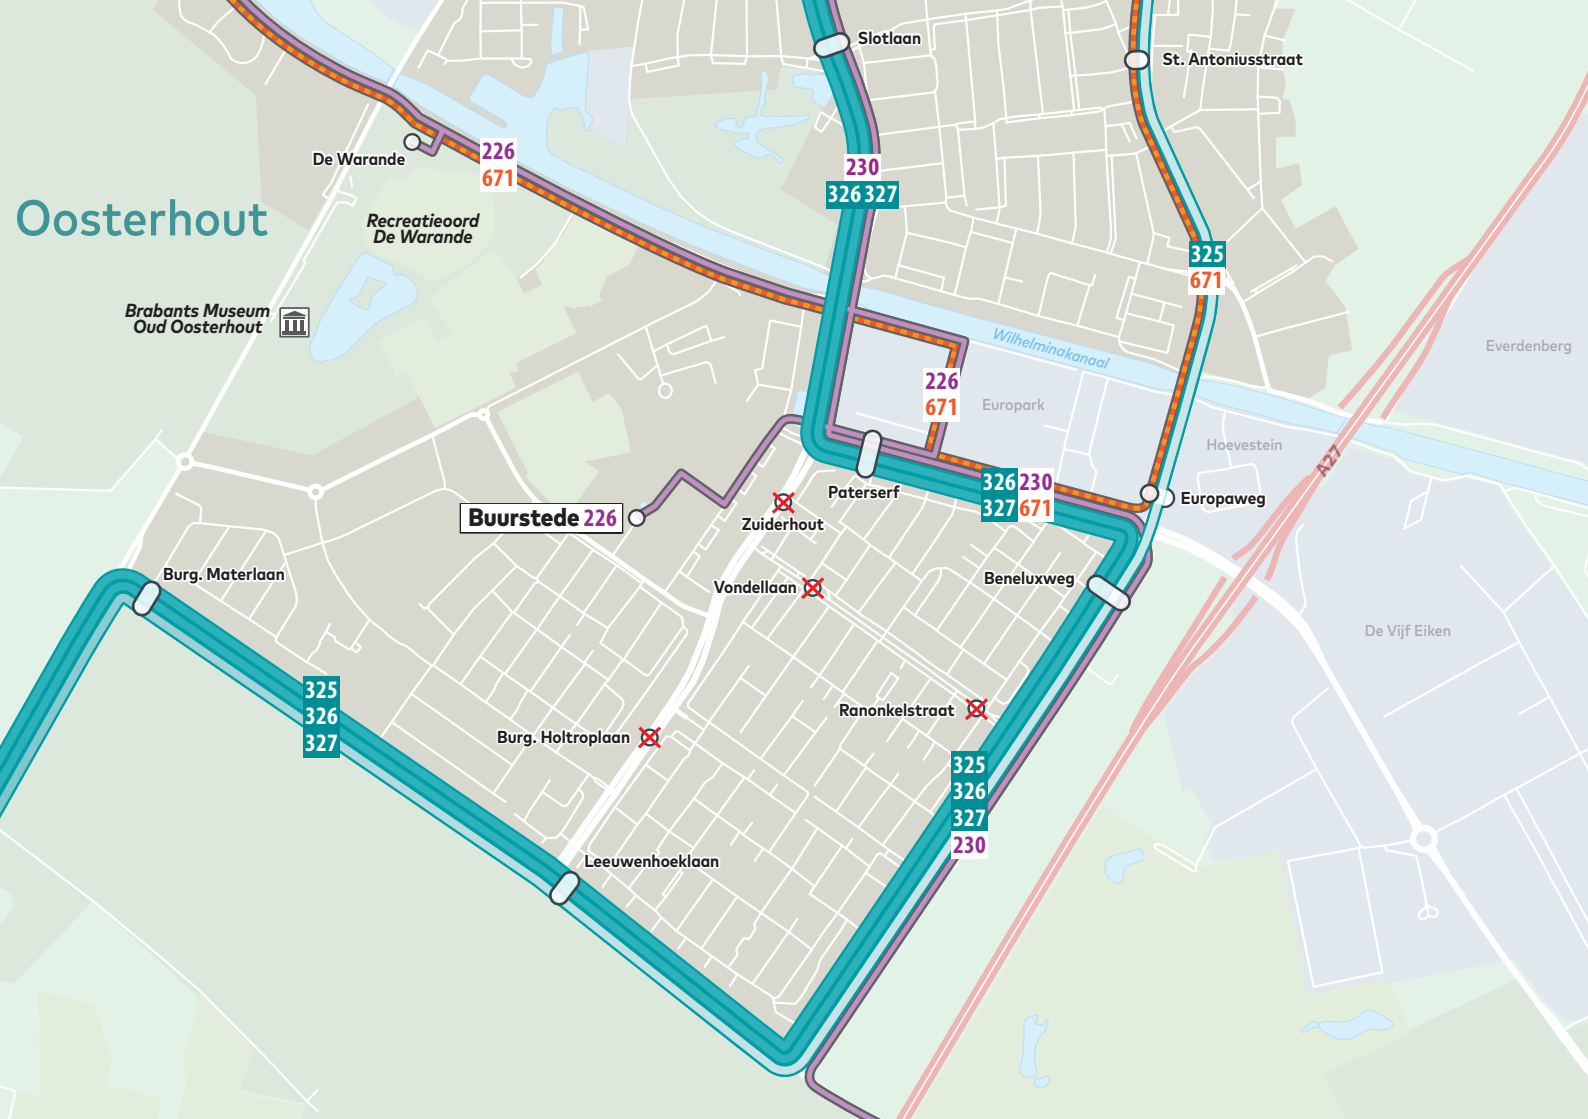 Slotlaan
St. Antoniusstraat
De Warande
226
671
230
326 327
Oosterhout
Recreatieoord
De Warande
325
671
Brabants Museum
Oud Oosterhout
Wilhelminakanaal
Everdenberg
226
671
Europark
Hoevestein
A27
326 230
327 671
Paterserf
Europaweg
Buurstede 226
Zuiderhout
Burg. Materlaan
Vondellaan
Beneluxweg
De Vijf Eiken
325
326
327
Ranonkelstraat
Burg. Holtroplaan
325
326
327
230
Leeuwenhoeklaan